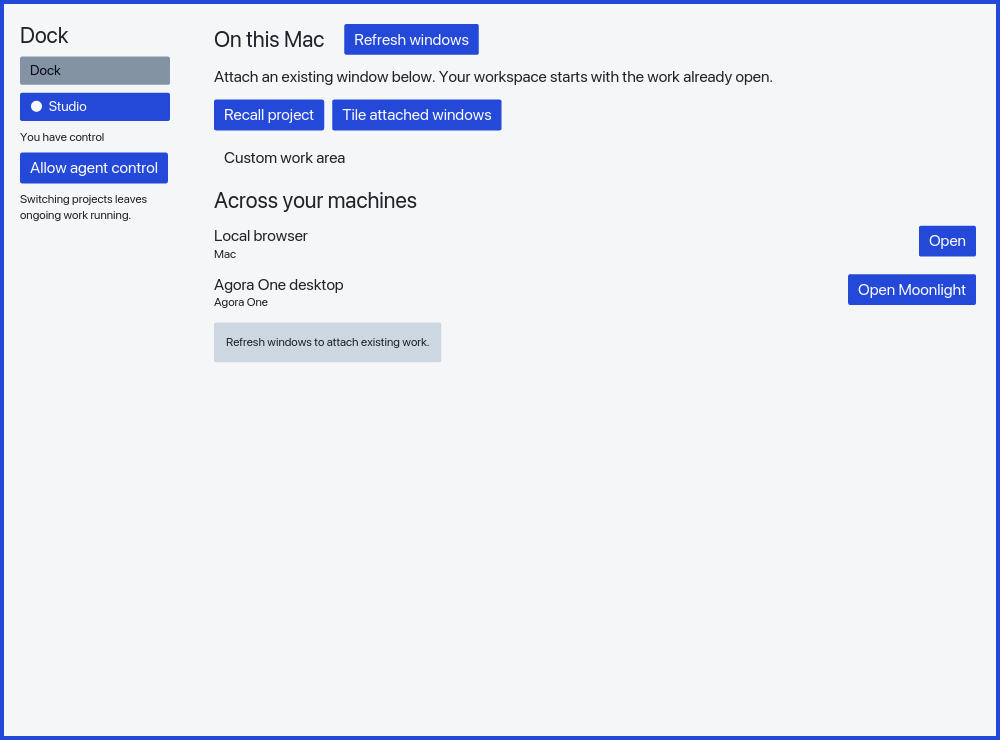 Dock
Dock
Studio
You have control
Allow agent control
Switching projects leaves
ongoing work running.
On this Mac
Refresh windows
Attach an existing window below. Your workspace starts with the work already open.
Recall project
Tile attached windows
Custom work area
Across your machines
Local browser
Mac
Open
Agora One desktop
Agora One
Open Moonlight
Refresh windows to attach existing work.